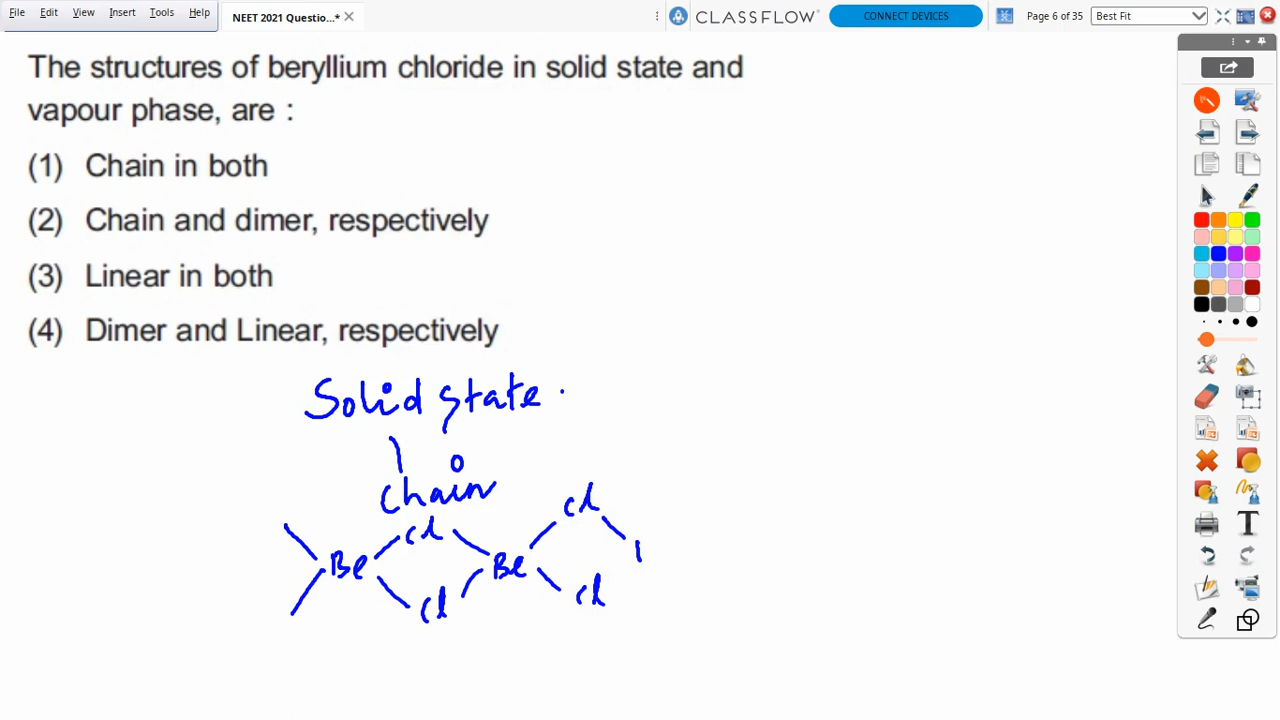 File Edit View Insert Tools Help NEET 2021 Questio...* CLASSFLOW CONNECT DEVICES Page 6 of 35 Best Fit
The structures of beryllium chloride in solid state and
vapour phase, are :
(1) Chain in both
(2) Chain and dimer, respectively
(3) Linear in both
(4) Dimer and Linear, respectively
Solid state
Chain
Cl
Cl
Be Be
Cl Cl
T